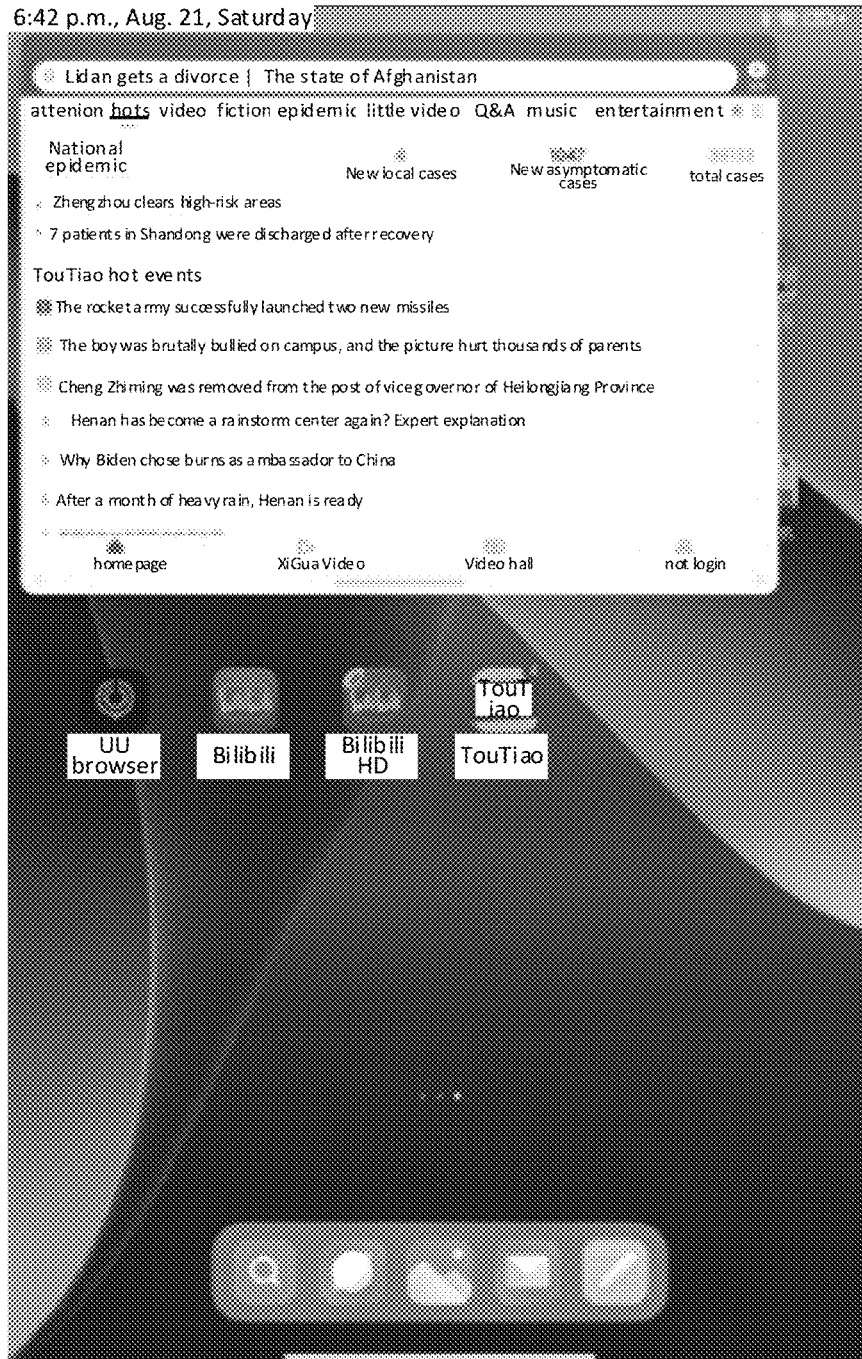 6:42 p.m., Aug. 21, Saturday
Lidan gets a divorce | The state of Afghanistan
attenion hots video fiction epidemic little video Q&A music entertainment
National
epidemic
New local cases
New asymptomatic
cases
total cases
Zhengzhou clears high-risk areas
7 patients in Shandong were discharged after recovery
TouTiao hot events
The rocket army successfully launched two new missiles
The boy was brutally bullied on campus, and the picture hurt thousands of parents
Cheng Zhiming was removed from the post of vice governor of Heilongjiang Province
Henan has become a rainstorm center again? Expert explanation
Why Biden chose burns as ambassador to China
After a month of heavy rain, Henan is ready
homepage
XiGua Video
Video hall
not login
TouT
iao
UU
browser
Bilibili
Bilibili
HD
TouTiao